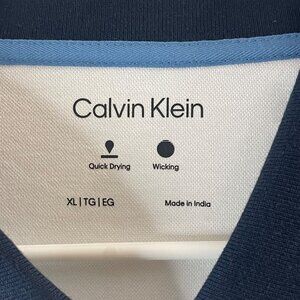 Calvin Klein
Quick Drying Wicking
XL | TG | EG Made in India